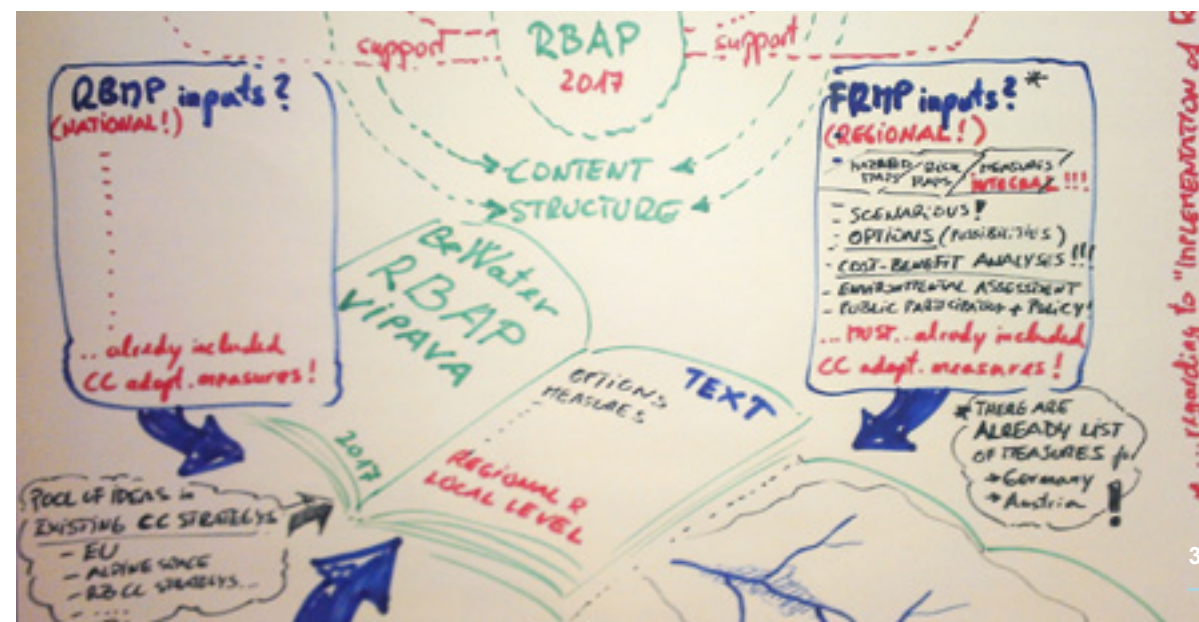 support
RBAP
2017
support
CONTENT
STRUCTURE
RBMP inputs?
(NATIONAL!)
.. alredy included
CC adapt. measures!
FRMP inputs? *
(REGIONAL!)
HAZARD MAPS / RISK MAPS / MEASURES
INTEGRAL !!!
- SCENARIOUS!
- OPTIONS (POSSIBILITIES)
- COST-BENEFIT ANALYSES !!!
- ENVIRONMENTAL ASSESSMENT
- PUBLIC PARTICIPATION + POLICY
... MUST.. alredy included
CC adapt. measures!
BeWater
RBAP
VIPAVA
2017
OPTIONS
MEASURES
TEXT
REGIONAL &
LOCAL LEVEL
POOL OF IDEAS in
EXISTING CC STRATEGYS
- EU
- ALPINE SPACE
- RB CC STRATEGYS...
* THERE ARE
ALREADY LIST
OF MEASURES for
Germany
Austria
!
regarding to "IMPLEMENTATION of
3